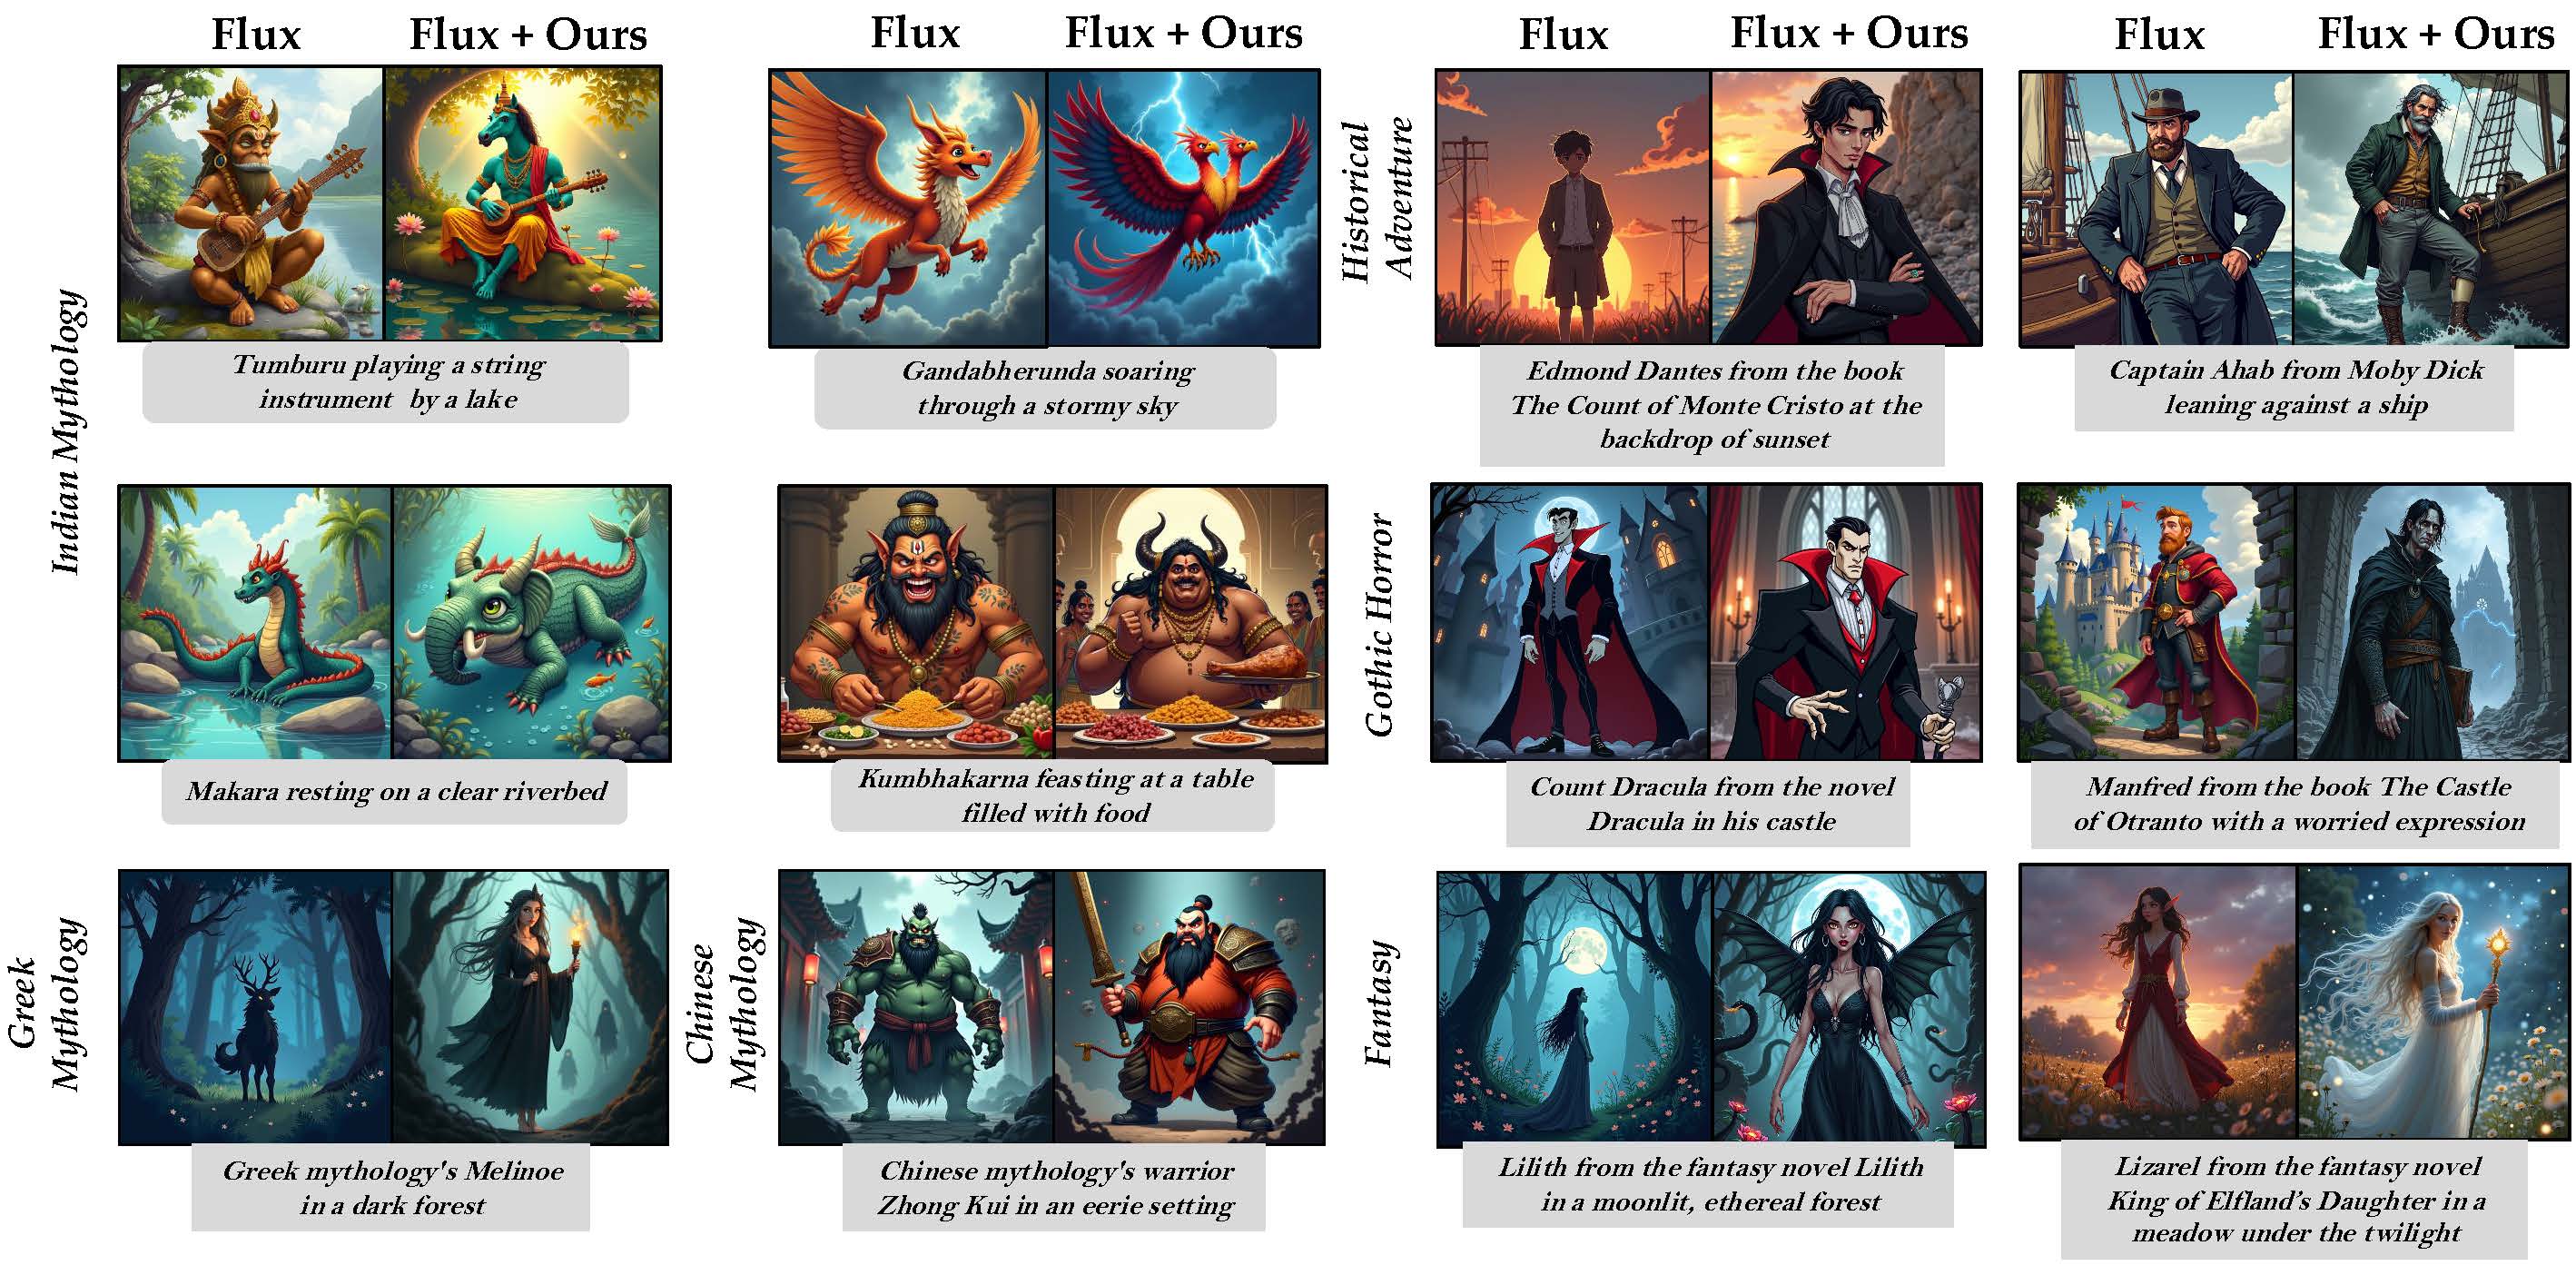 Flux
Flux + Ours
Flux
Flux + Ours
Flux
Flux + Ours
Flux
Flux + Ours
Indian Mythology
Tumburu playing a string
instrument by a lake
Gandabherunda soaring
through a stormy sky
Historical
Adventure
Edmond Dantes from the book
The Count of Monte Cristo at the
backdrop of sunset
Captain Ahab from Moby Dick
leaning against a ship
Makara resting on a clear riverbed
Kumbhakarna feasting at a table
filled with food
Gothic Horror
Count Dracula from the novel
Dracula in his castle
Manfred from the book The Castle
of Otranto with a worried expression
Greek
Mythology
Greek mythology's Melinoe
in a dark forest
Chinese
Mythology
Chinese mythology's warrior
Zhong Kui in an eerie setting
Fantasy
Lilith from the fantasy novel Lilith
in a moonlit, ethereal forest
Lizarel from the fantasy novel
King of Elfland’s Daughter in a
meadow under the twilight